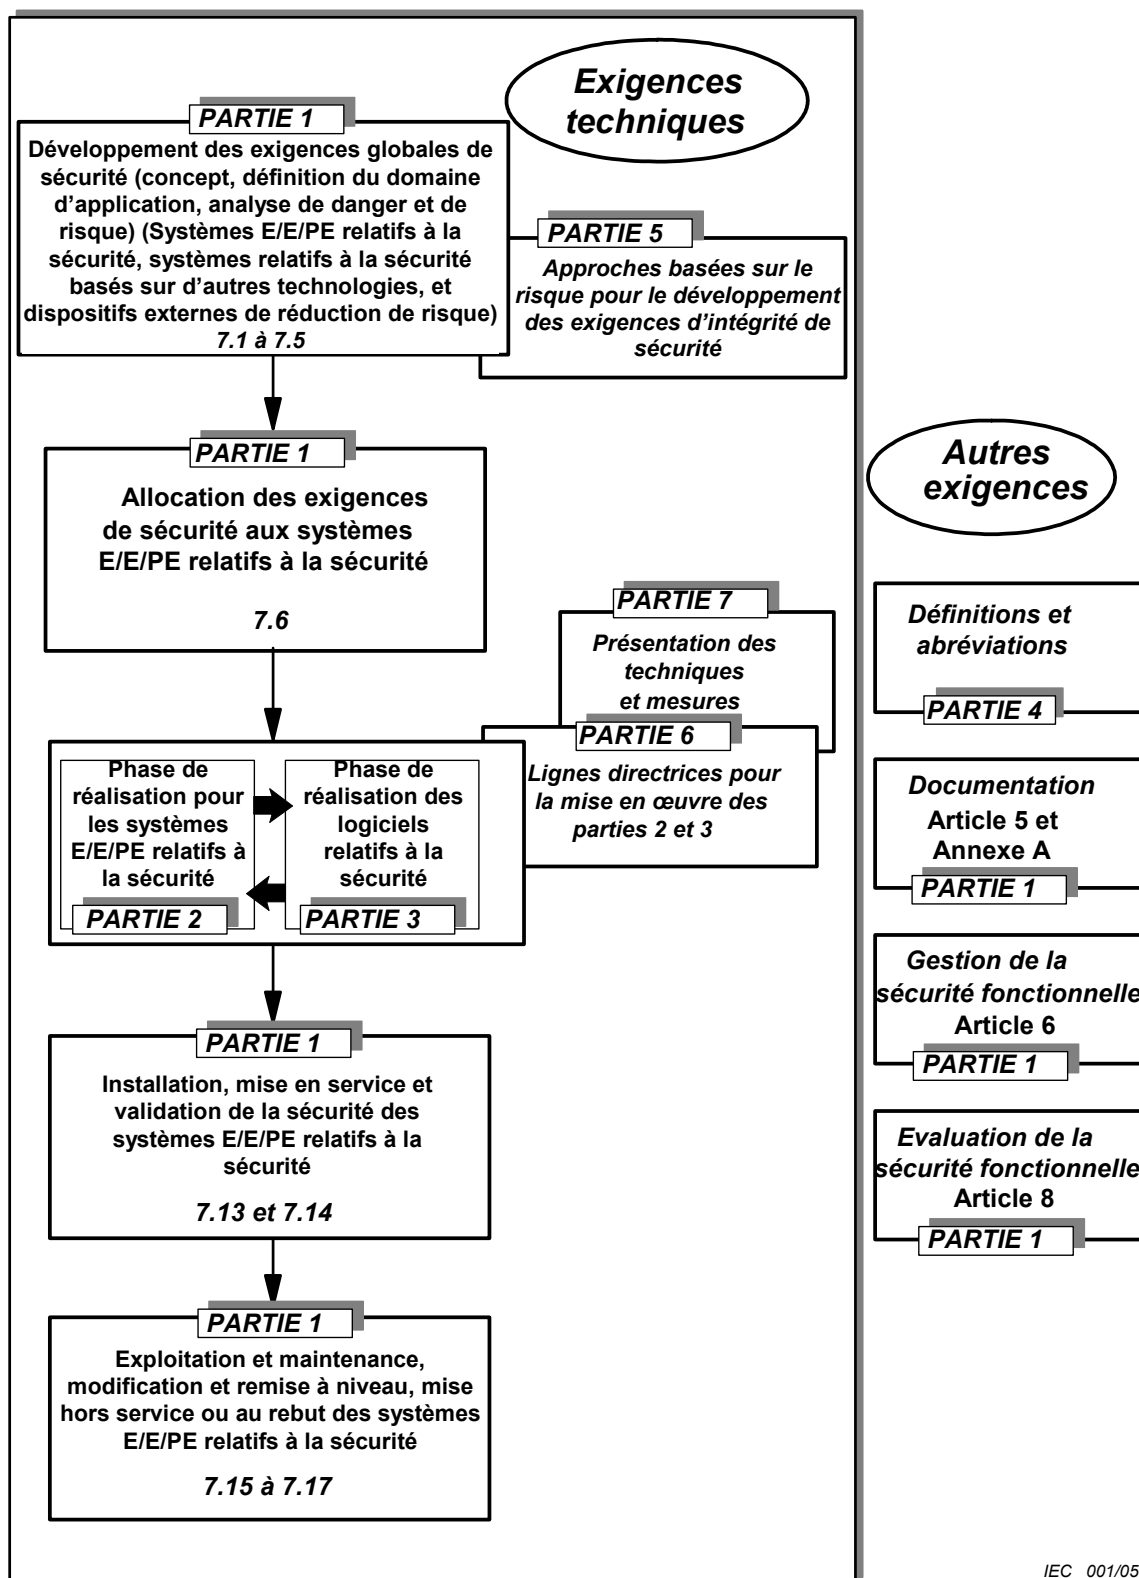 Exigences
techniques
PARTIE 1
Développement des exigences globales de
sécurité (concept, définition du domaine
d’application, analyse de danger et de
risque) (Systèmes E/E/PE relatifs à la
sécurité, systèmes relatifs à la sécurité
basés sur d’autres technologies, et
dispositifs externes de réduction de risque)
7.1 à 7.5
PARTIE 5
Approches basées sur le
risque pour le développement
des exigences d’intégrité de
sécurité
PARTIE 1
Allocation des exigences
de sécurité aux systèmes
E/E/PE relatifs à la sécurité
7.6
PARTIE 7
Présentation des
techniques
et mesures
PARTIE 6
Lignes directrices pour
la mise en œuvre des
parties 2 et 3
Phase de
réalisation pour
les systèmes
E/E/PE relatifs à
la sécurité
PARTIE 2
Phase de
réalisation des
logiciels
relatifs à la
sécurité
PARTIE 3
PARTIE 1
Installation, mise en service et
validation de la sécurité des
systèmes E/E/PE relatifs à la
sécurité
7.13 et 7.14
PARTIE 1
Exploitation et maintenance,
modification et remise à niveau, mise
hors service ou au rebut des systèmes
E/E/PE relatifs à la sécurité
7.15 à 7.17
Autres
exigences
Définitions et
abréviations
PARTIE 4
Documentation
Article 5 et
Annexe A
PARTIE 1
Gestion de la
sécurité fonctionnelle
Article 6
PARTIE 1
Evaluation de la
sécurité fonctionnelle
Article 8
PARTIE 1
IEC 001/05